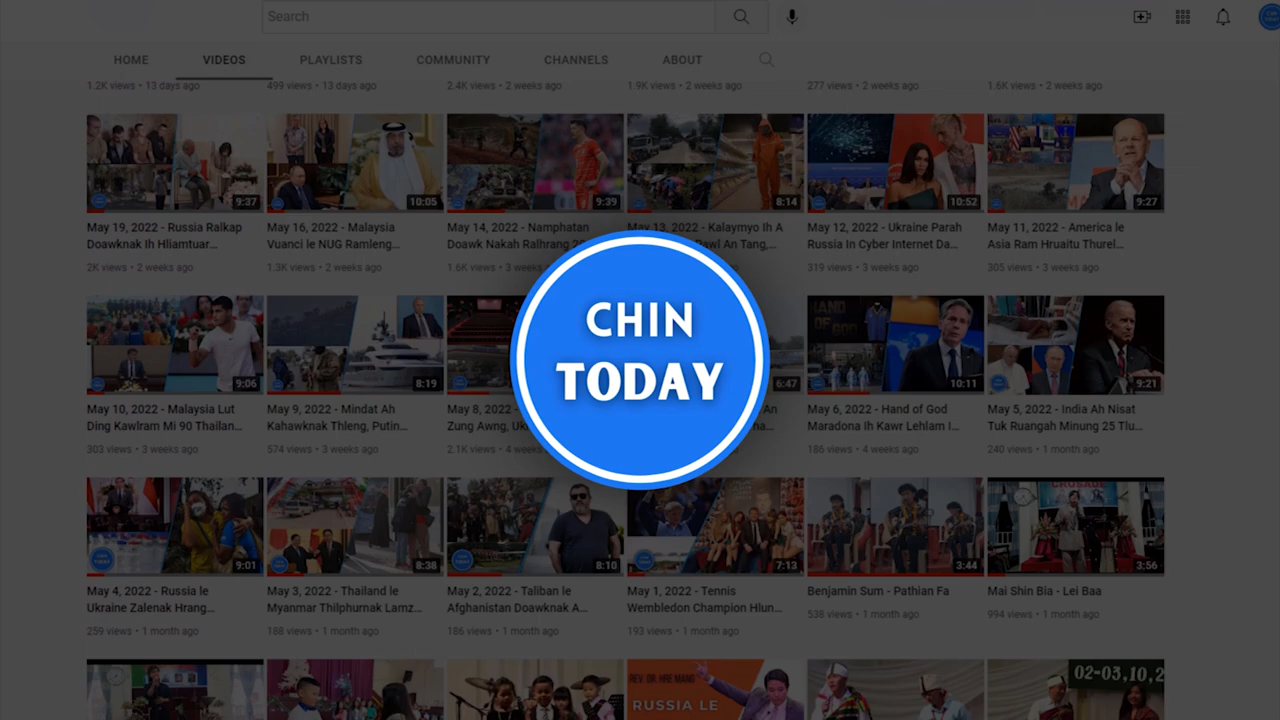 Search
HOME
VIDEOS
PLAYLISTS
COMMUNITY
CHANNELS
ABOUT
1.2K views • 13 days ago
499 views • 13 days ago
2.4K views • 2 weeks ago
1.9K views • 2 weeks ago
277 views • 2 weeks ago
1.6K views • 2 weeks ago
9:37
10:05
9:39
8:14
10:52
9:27
May 19, 2022 - Russia Ralkap
Doawknak Ih Hliamtuar...
2K views • 2 weeks ago
May 16, 2022 - Malaysia
Vuanci le NUG Ramleng...
1.3K views • 2 weeks ago
May 14, 2022 - Namphatan
Doawk Nakah Ralhrang
1.6K views • 3 weeks
May 13, 2022 - Kalaymyo Ih A
An Tang,...
May 12, 2022 - Ukraine Parah
Russia In Cyber Internet Da...
319 views • 3 weeks ago
May 11, 2022 - America le
Asia Ram Hruaitu Thurel...
305 views • 3 weeks ago
CHIN
TODAY
HAND
OF
GOD
9:06
8:19
6:47
10:11
9:21
May 10, 2022 - Malaysia Lut
Ding Kawlram Mi 90 Thailan...
303 views • 3 weeks ago
May 9, 2022 - Mindat Ah
Kahawknak Thleng, Putin...
574 views • 3 weeks ago
May 8, 2022 -
Zung Awng,
2.1K views • 4
An
May 6, 2022 - Hand of God
Maradona Ih Kawr Lehlam I...
186 views • 4 weeks ago
May 5, 2022 - India Ah Nisat
Tuk Ruangah Minung 25 Tlu...
240 views • 1 month ago
CRUSADE
9:01
8:38
8:10
7:13
3:44
3:56
May 4, 2022 - Russia le
Ukraine Zalenak Hrang...
259 views • 1 month ago
May 3, 2022 - Thailand le
Myanmar Thilphurnak Lamz...
188 views • 1 month ago
May 2, 2022 - Taliban le
Afghanistan Doawknak A...
186 views • 1 month ago
May 1, 2022 - Tennis
Wembledon Champion Hlun...
193 views • 1 month ago
Benjamin Sum - Pathian Fa
538 views • 1 month ago
Mai Shin Bia - Lei Baa
994 views • 1 month ago
REV. DR. HRE MANG
RUSSIA LE
02-03,10,2